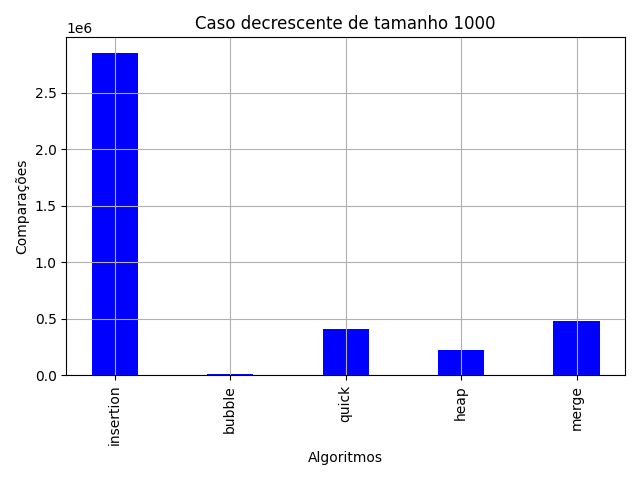 Caso decrescente de tamanho 1000
1e6
2.5
2.0
1.5
1.0
0.5
0.0
Comparações
insertion
bubble
quick
heap
merge
Algoritmos